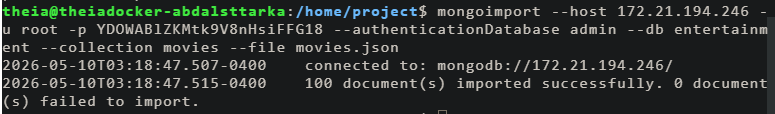 theia@theiadocker-abdalsttarka:/home/project$ mongoimport --host 172.21.194.246 -
u root -p YDOWABlZKMtk9V8nHsiFFG18 --authenticationDatabase admin --db entertainm
ent --collection movies --file movies.json
2026-05-10T03:18:47.507-0400    connected to: mongodb://172.21.194.246/
2026-05-10T03:18:47.515-0400    100 document(s) imported successfully. 0 document
(s) failed to import.